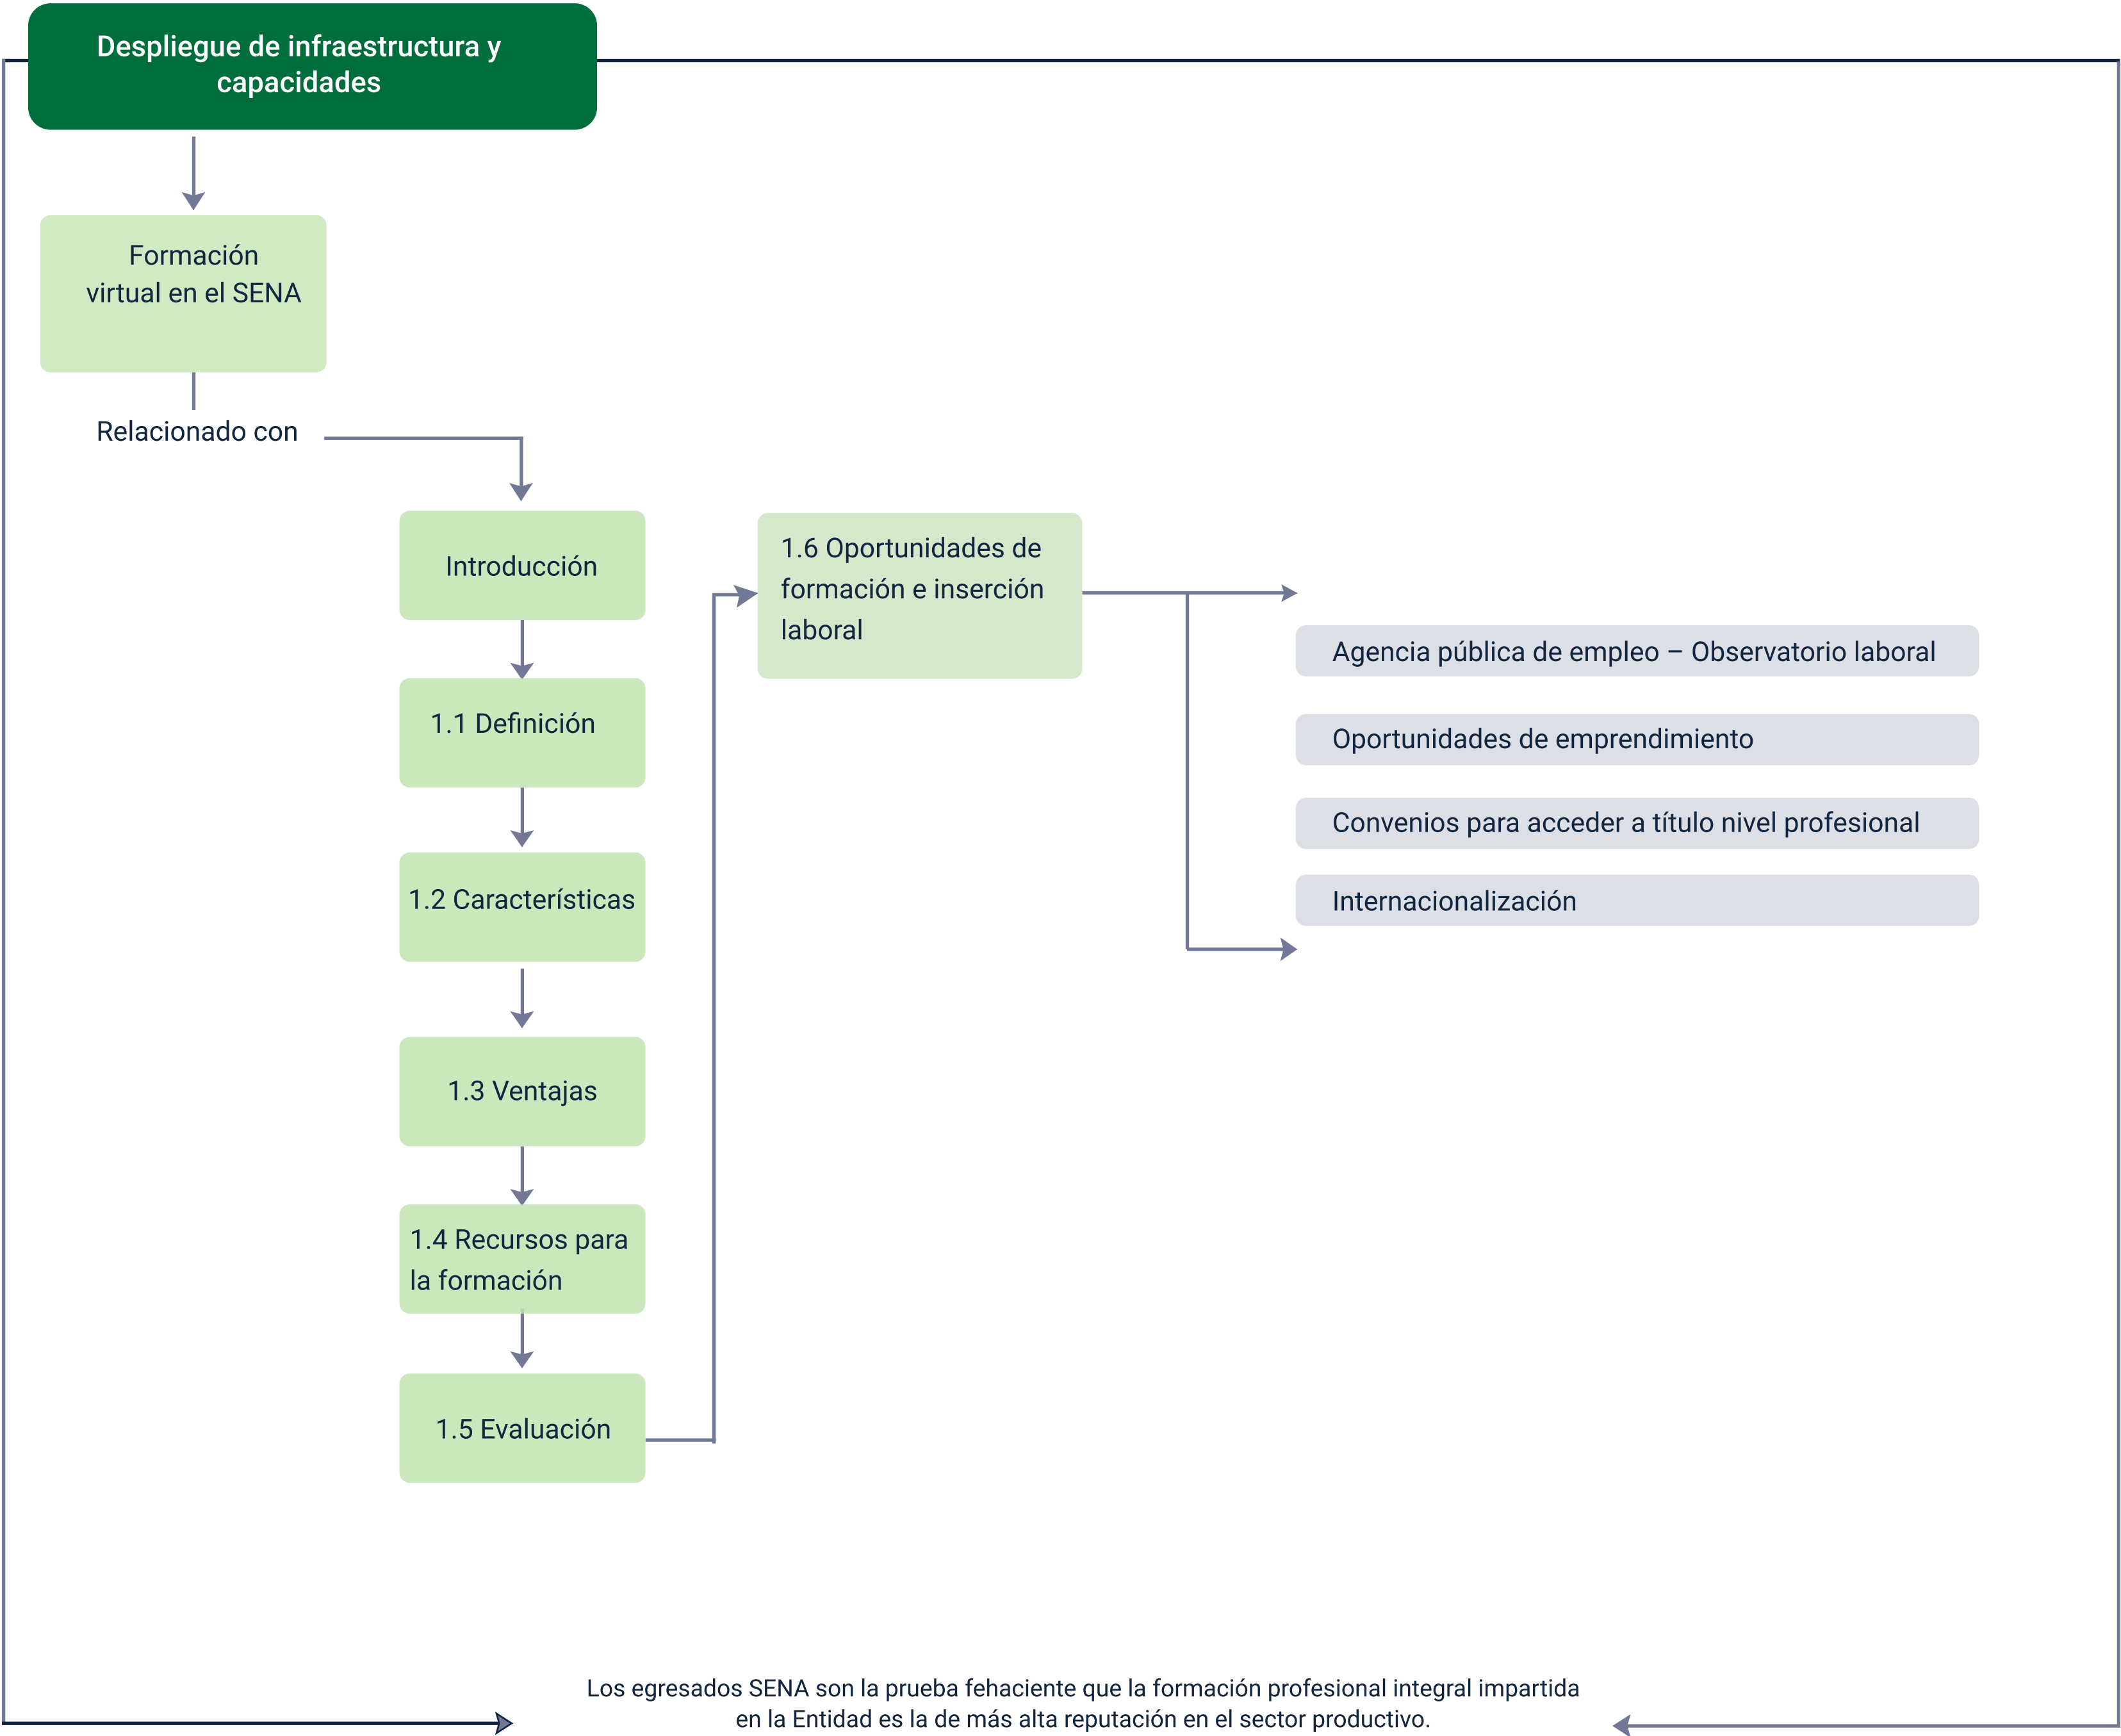 Despliegue de infraestructura y
capacidades
Formación
virtual en el SENA
Relacionado con
Introducción
1.1 Definición
1.2 Características
1.3 Ventajas
1.4 Recursos para
la formación
1.5 Evaluación
1.6 Oportunidades de
formación e inserción
laboral
Agencia pública de empleo – Observatorio laboral
Oportunidades de emprendimiento
Convenios para acceder a título nivel profesional
Internacionalización
Los egresados SENA son la prueba fehaciente que la formación profesional integral impartida
en la Entidad es la de más alta reputación en el sector productivo.